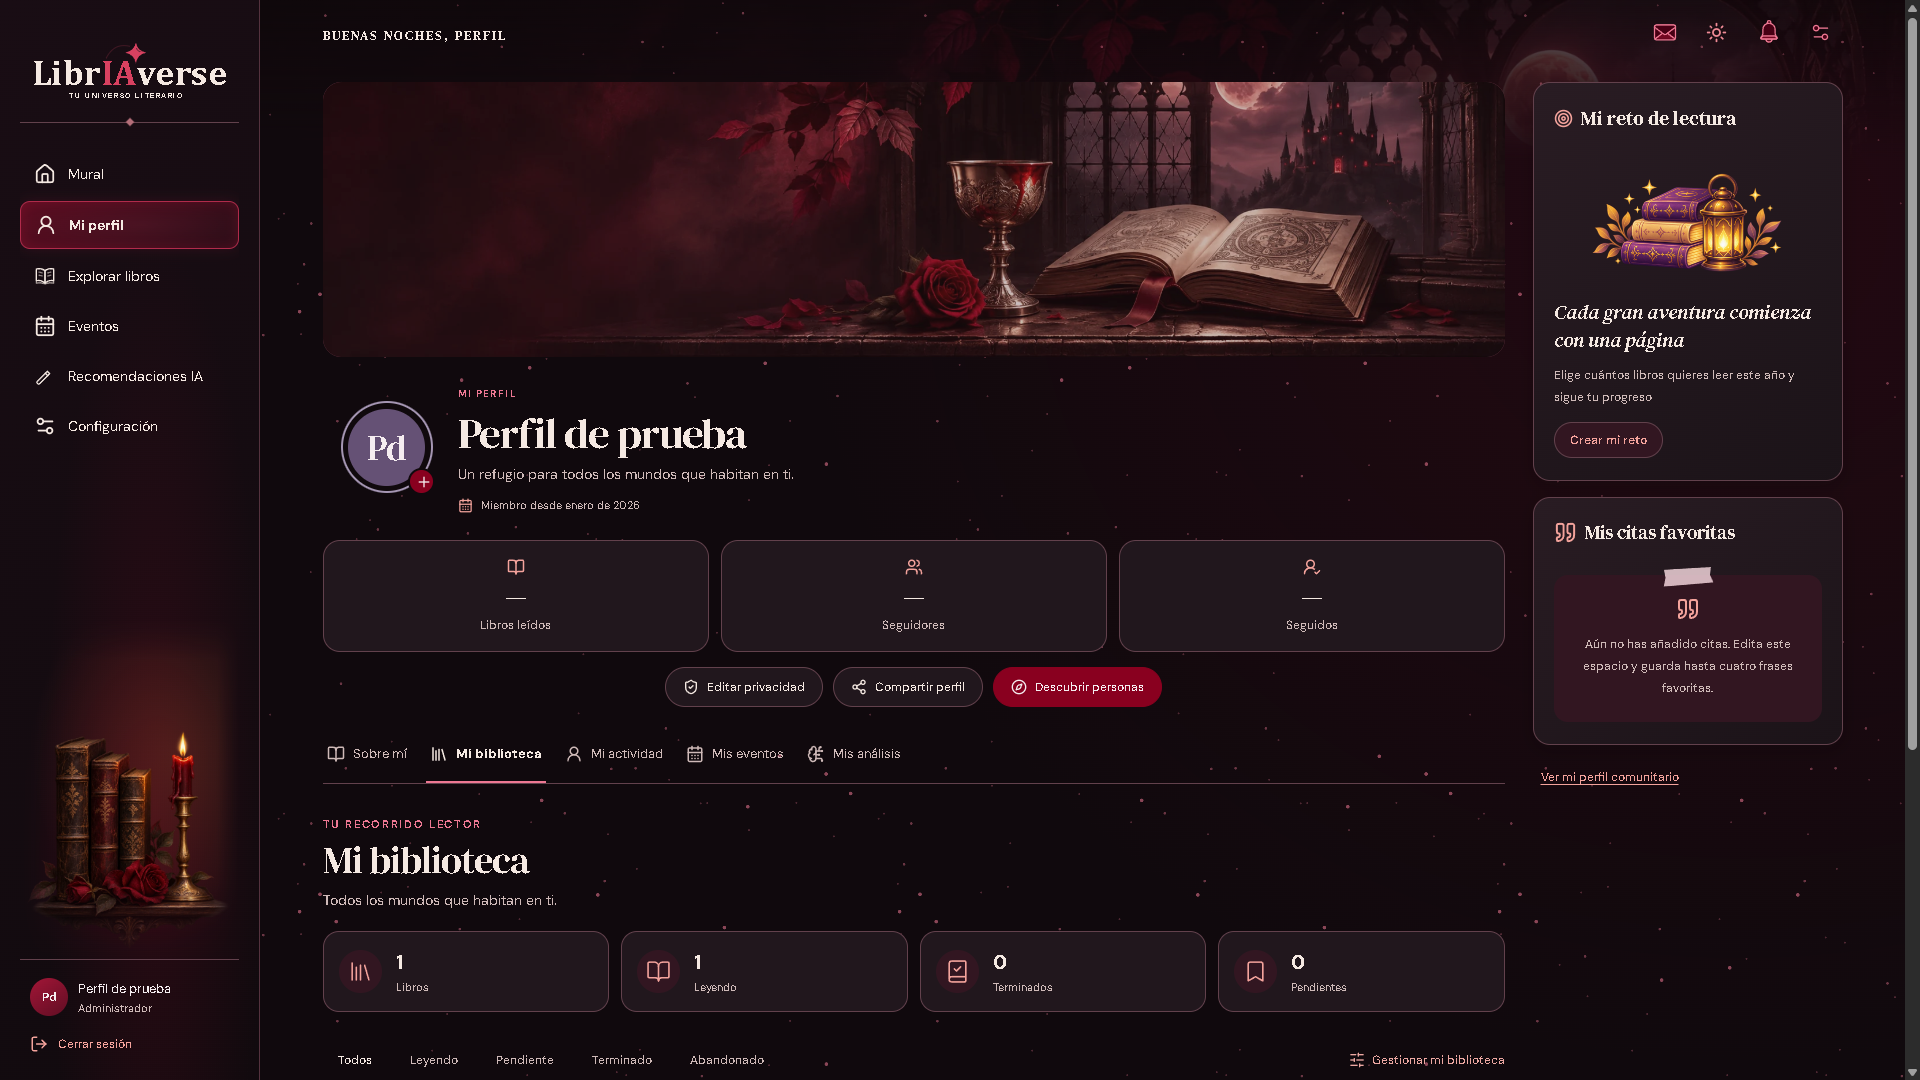 LibrIAverse
TU UNIVERSO LITERARIO
Mural
Mi perfil
Explorar libros
Eventos
Recomendaciones IA
Configuración
Pd
Perfil de prueba
Administrador
Cerrar sesión
BUENAS NOCHES, PERFIL
Pd
MI PERFIL
Perfil de prueba
Un refugio para todos los mundos que habitan en ti.
Miembro desde enero de 2026
—
Libros leídos
—
Seguidores
—
Seguidos
Editar privacidad
Compartir perfil
Descubrir personas
Sobre mí
Mi biblioteca
Mi actividad
Mis eventos
Mis análisis
TU RECORRIDO LECTOR
Mi biblioteca
Todos los mundos que habitan en ti.
1
Libros
1
Leyendo
0
Terminados
0
Pendientes
Todos
Leyendo
Pendiente
Terminado
Abandonado
Gestionar mi biblioteca
Mi reto de lectura
Cada gran aventura comienza
con una página
Elige cuántos libros quieres leer este año y
sigue tu progreso
Crear mi reto
Mis citas favoritas
Aún no has añadido citas. Edita este
espacio y guarda hasta cuatro frases
favoritas.
Ver mi perfil comunitario